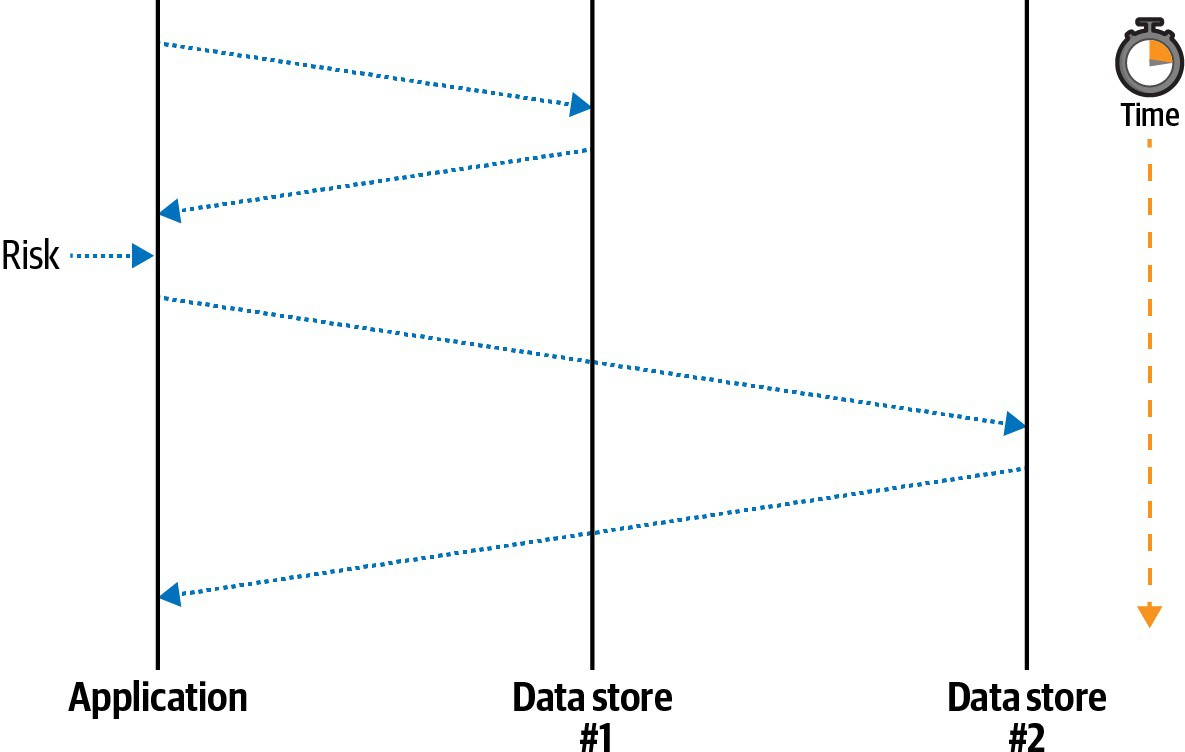 Time
Risk
Application
Data store
#1
Data store
#2